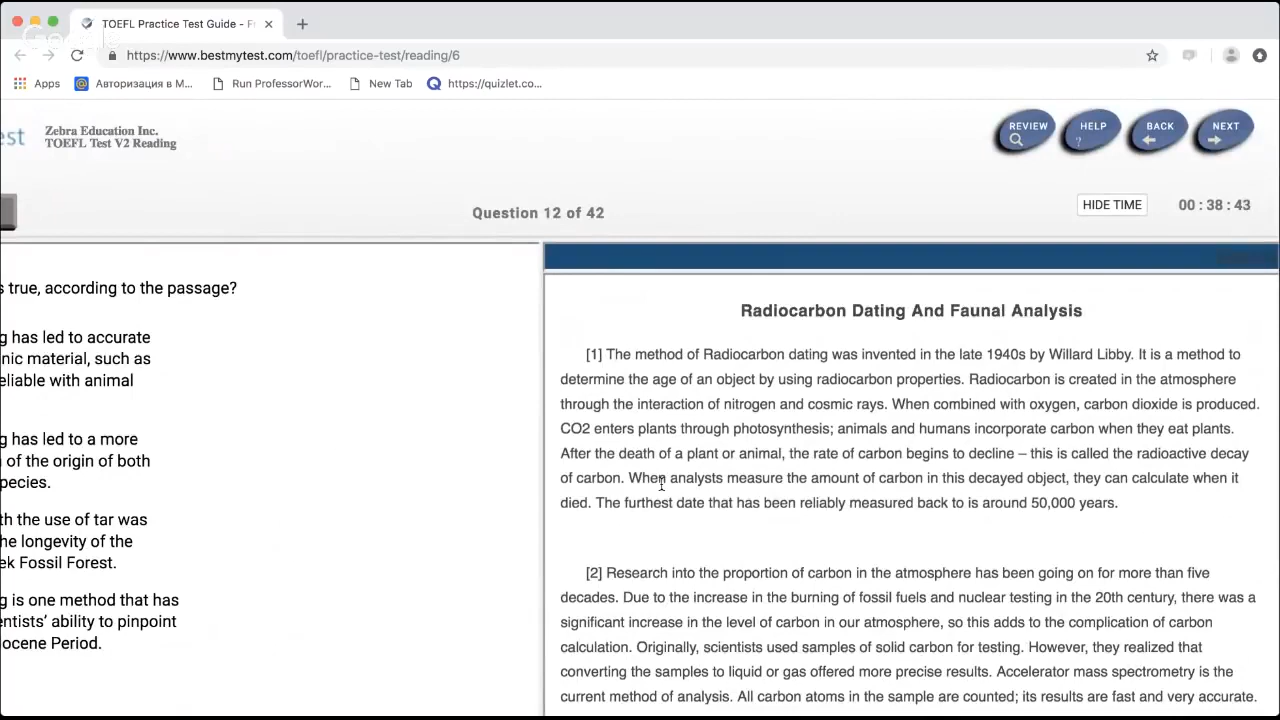 TOEFL Practice Test Guide - Fr
https://www.bestmytest.com/toefl/practice-test/reading/6
Apps
Авторизация в М...
Run ProfessorWor...
New Tab
https://quizlet.co...
est
Zebra Education Inc.
TOEFL Test V2 Reading
REVIEW
HELP
?
BACK
NEXT
Question 12 of 42
HIDE TIME
00 : 38 : 43
s true, according to the passage?
g has led to accurate
nic material, such as
eliable with animal
g has led to a more
n of the origin of both
pecies.
th the use of tar was
he longevity of the
ek Fossil Forest.
g is one method that has
entists' ability to pinpoint
ocene Period.
Radiocarbon Dating And Faunal Analysis
[1] The method of Radiocarbon dating was invented in the late 1940s by Willard Libby. It is a method to
determine the age of an object by using radiocarbon properties. Radiocarbon is created in the atmosphere
through the interaction of nitrogen and cosmic rays. When combined with oxygen, carbon dioxide is produced.
CO2 enters plants through photosynthesis; animals and humans incorporate carbon when they eat plants.
After the death of a plant or animal, the rate of carbon begins to decline – this is called the radioactive decay
of carbon. When analysts measure the amount of carbon in this decayed object, they can calculate when it
died. The furthest date that has been reliably measured back to is around 50,000 years.
[2] Research into the proportion of carbon in the atmosphere has been going on for more than five
decades. Due to the increase in the burning of fossil fuels and nuclear testing in the 20th century, there was a
significant increase in the level of carbon in our atmosphere, so this adds to the complication of carbon
calculation. Originally, scientists used samples of solid carbon for testing. However, they realized that
converting the samples to liquid or gas offered more precise results. Accelerator mass spectrometry is the
current method of analysis. All carbon atoms in the sample are counted; its results are fast and very accurate.